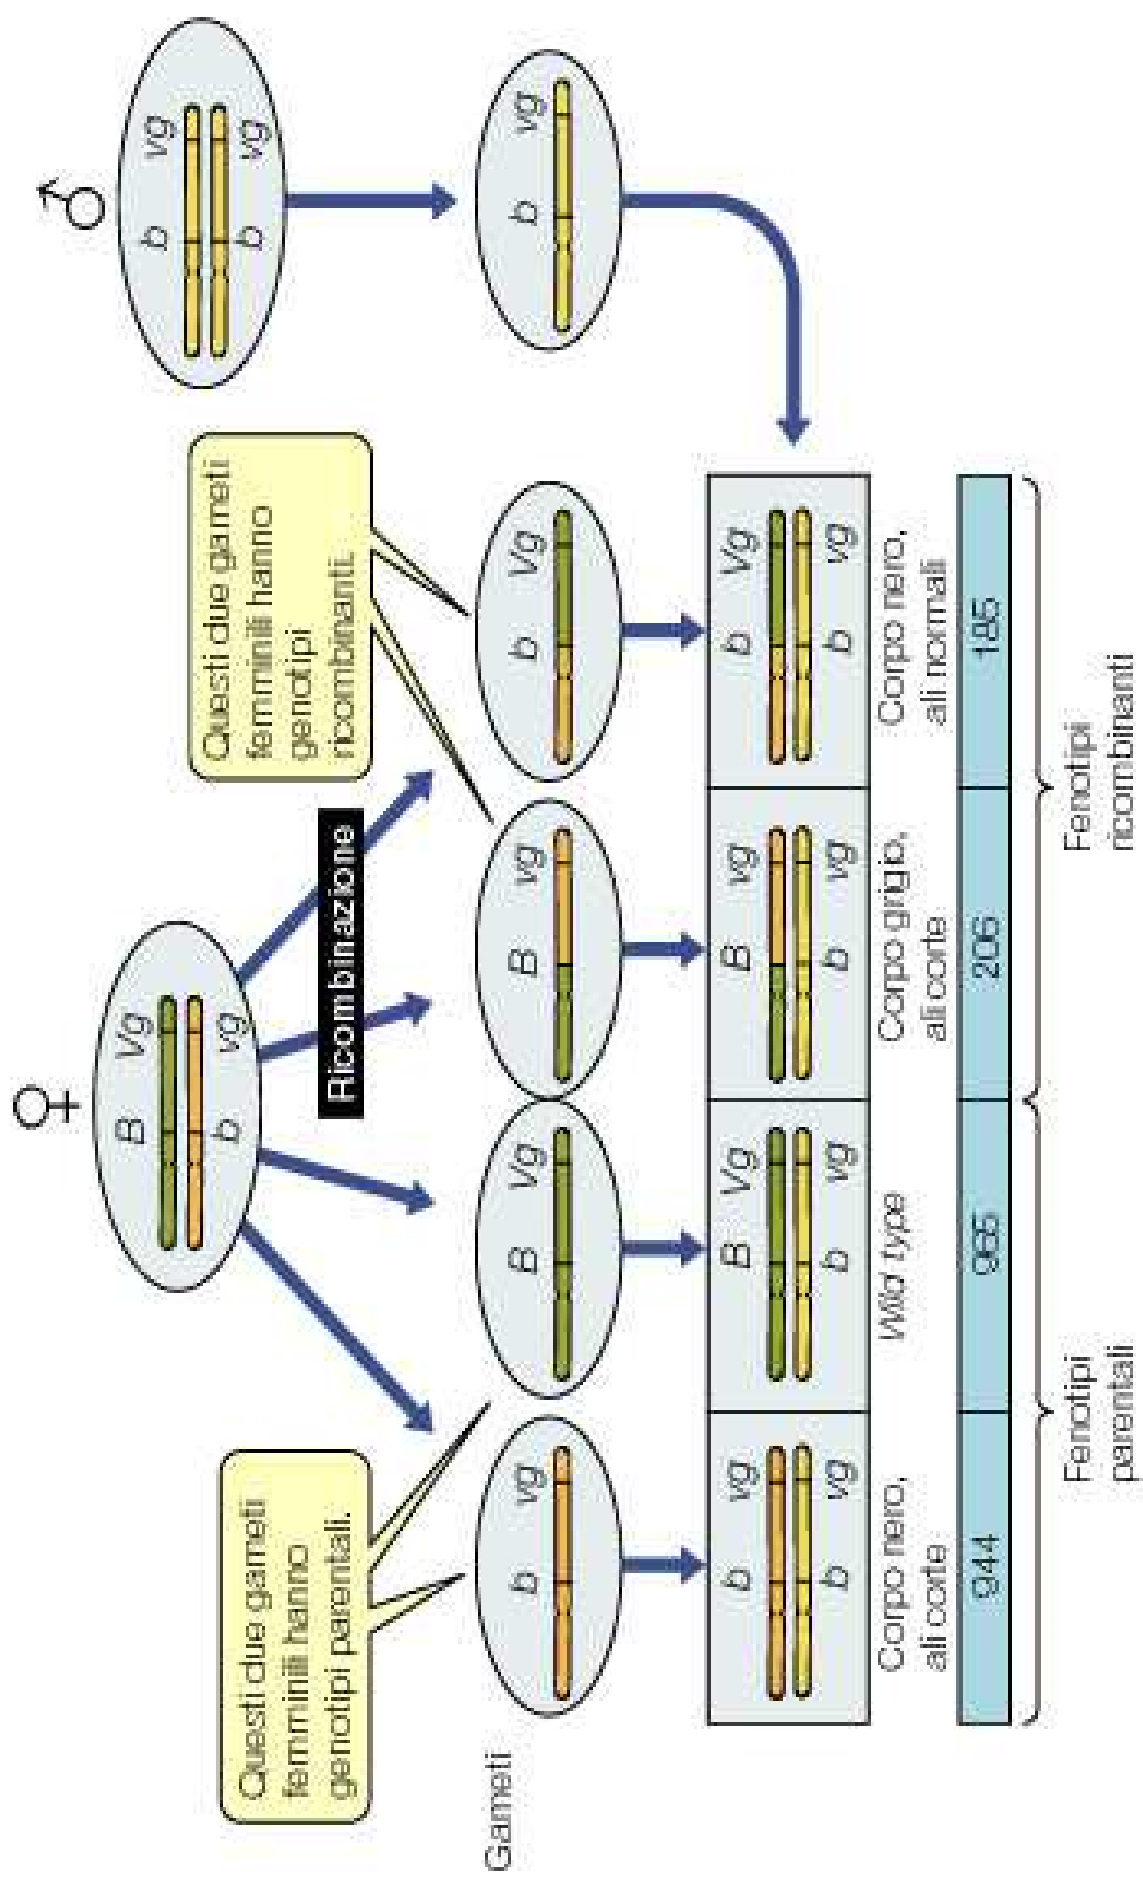 ♀
♂
B Vg
b vg
b vg
b vg
Questi due gameti
femminili hanno
genotipi parentali.
Ricombinazione
Questi due gameti
femminili hanno
genotipi
ricombinanti.
Gameti
b vg
B Vg
B vg
b Vg
b vg
b vg
b vg
B Vg
b vg
B vg
b vg
b Vg
b vg
Corpo nero,
ali corte
Wild type
Corpo grigio,
ali corte
Corpo nero,
ali normali
944
965
206
185
Fenotipi
parentali
Fenotipi
ricombinanti